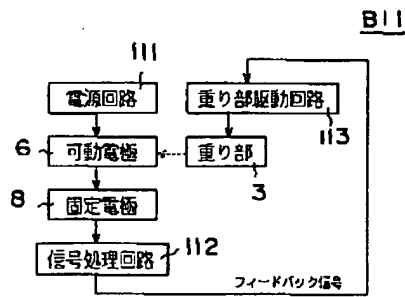 B11
111
電源回路
重り部駆動回路
113
6
可動電極
重り部
3
8
固定電極
信号処理回路
112
フィードバック信号